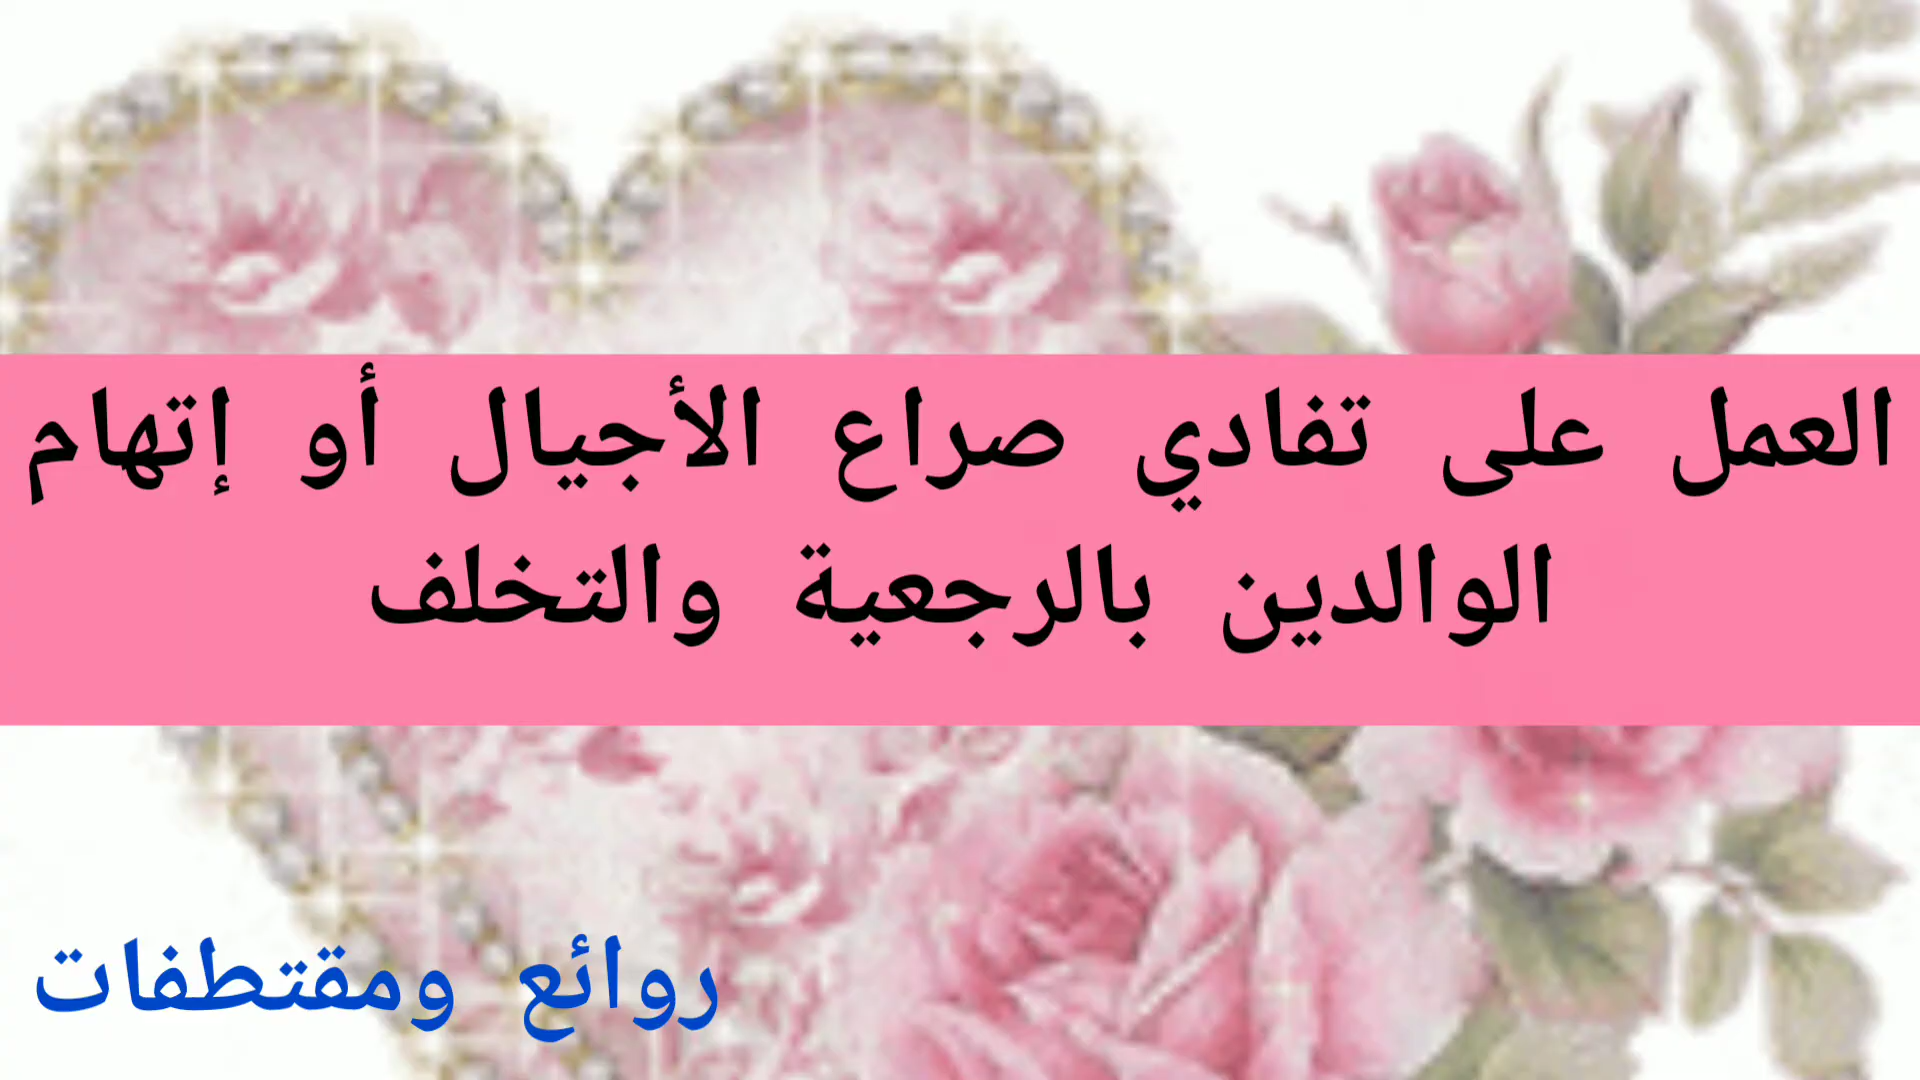 العمل على تفادي صراع الأجيال أو إتهام
الوالدين بالرجعية والتخلف
روائع ومقتطفات